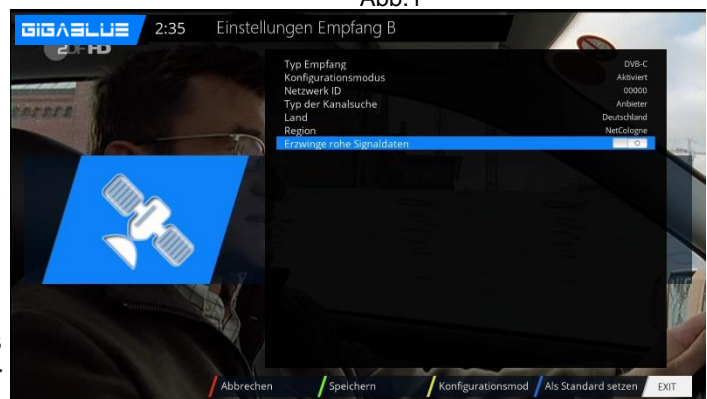 Abb.1
GIGABLUE 2:35 Einstellungen Empfang B
ZDF HD
Typ Empfang DVB-C
Konfigurationsmodus Aktiviert
Netzwerk ID 00000
Typ der Kanalsuche Anbieter
Land Deutschland
Region NetCologne
Erzwinge rohe Signaldaten
Abbrechen Speichern Konfigurationsmod Als Standard setzen EXIT